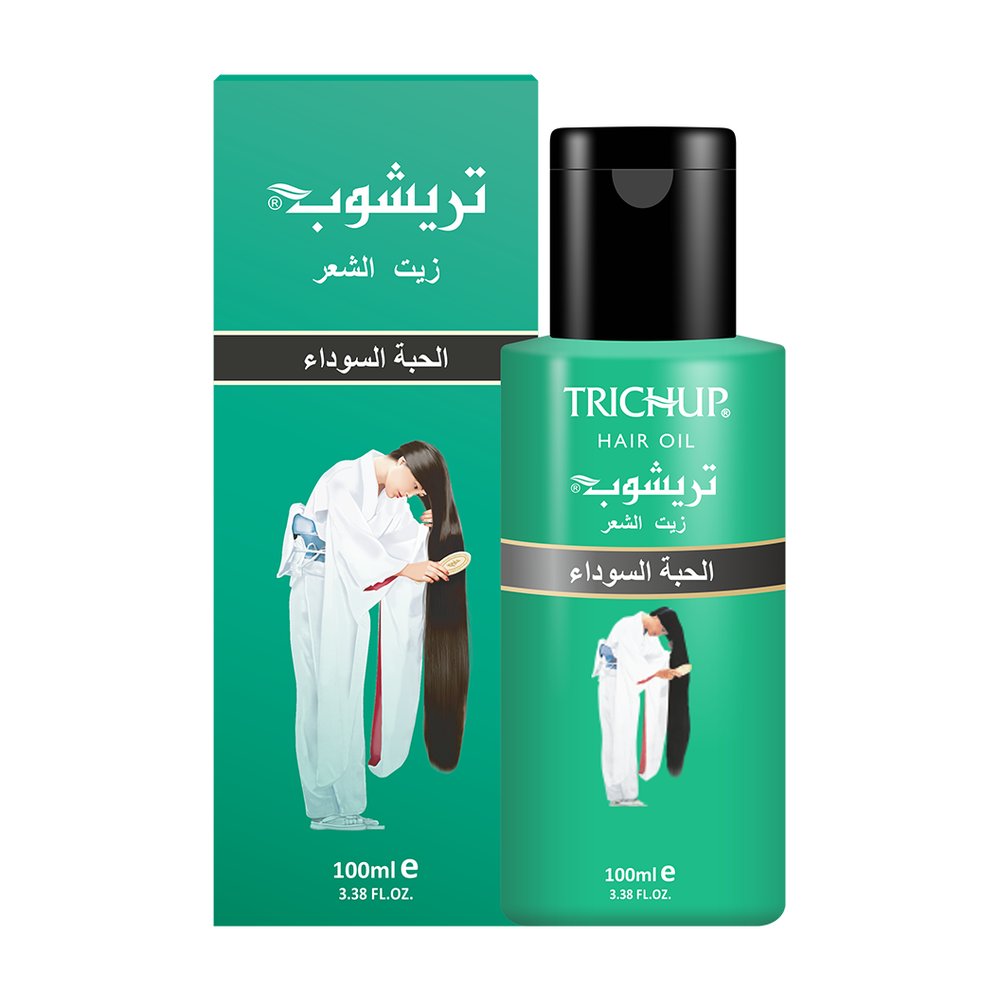 تريشوب®
زيت الشعر
الحبة السوداء
100ml e
3.38 FL.OZ.
TRICHUP®
HAIR OIL
تريشوب®
زيت الشعر
الحبة السوداء
100ml e
3.38 FL.OZ.